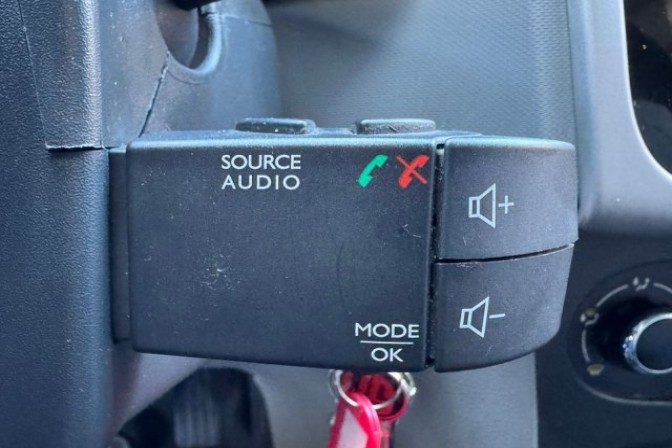 SOURCE
AUDIO
+
-
MODE
OK